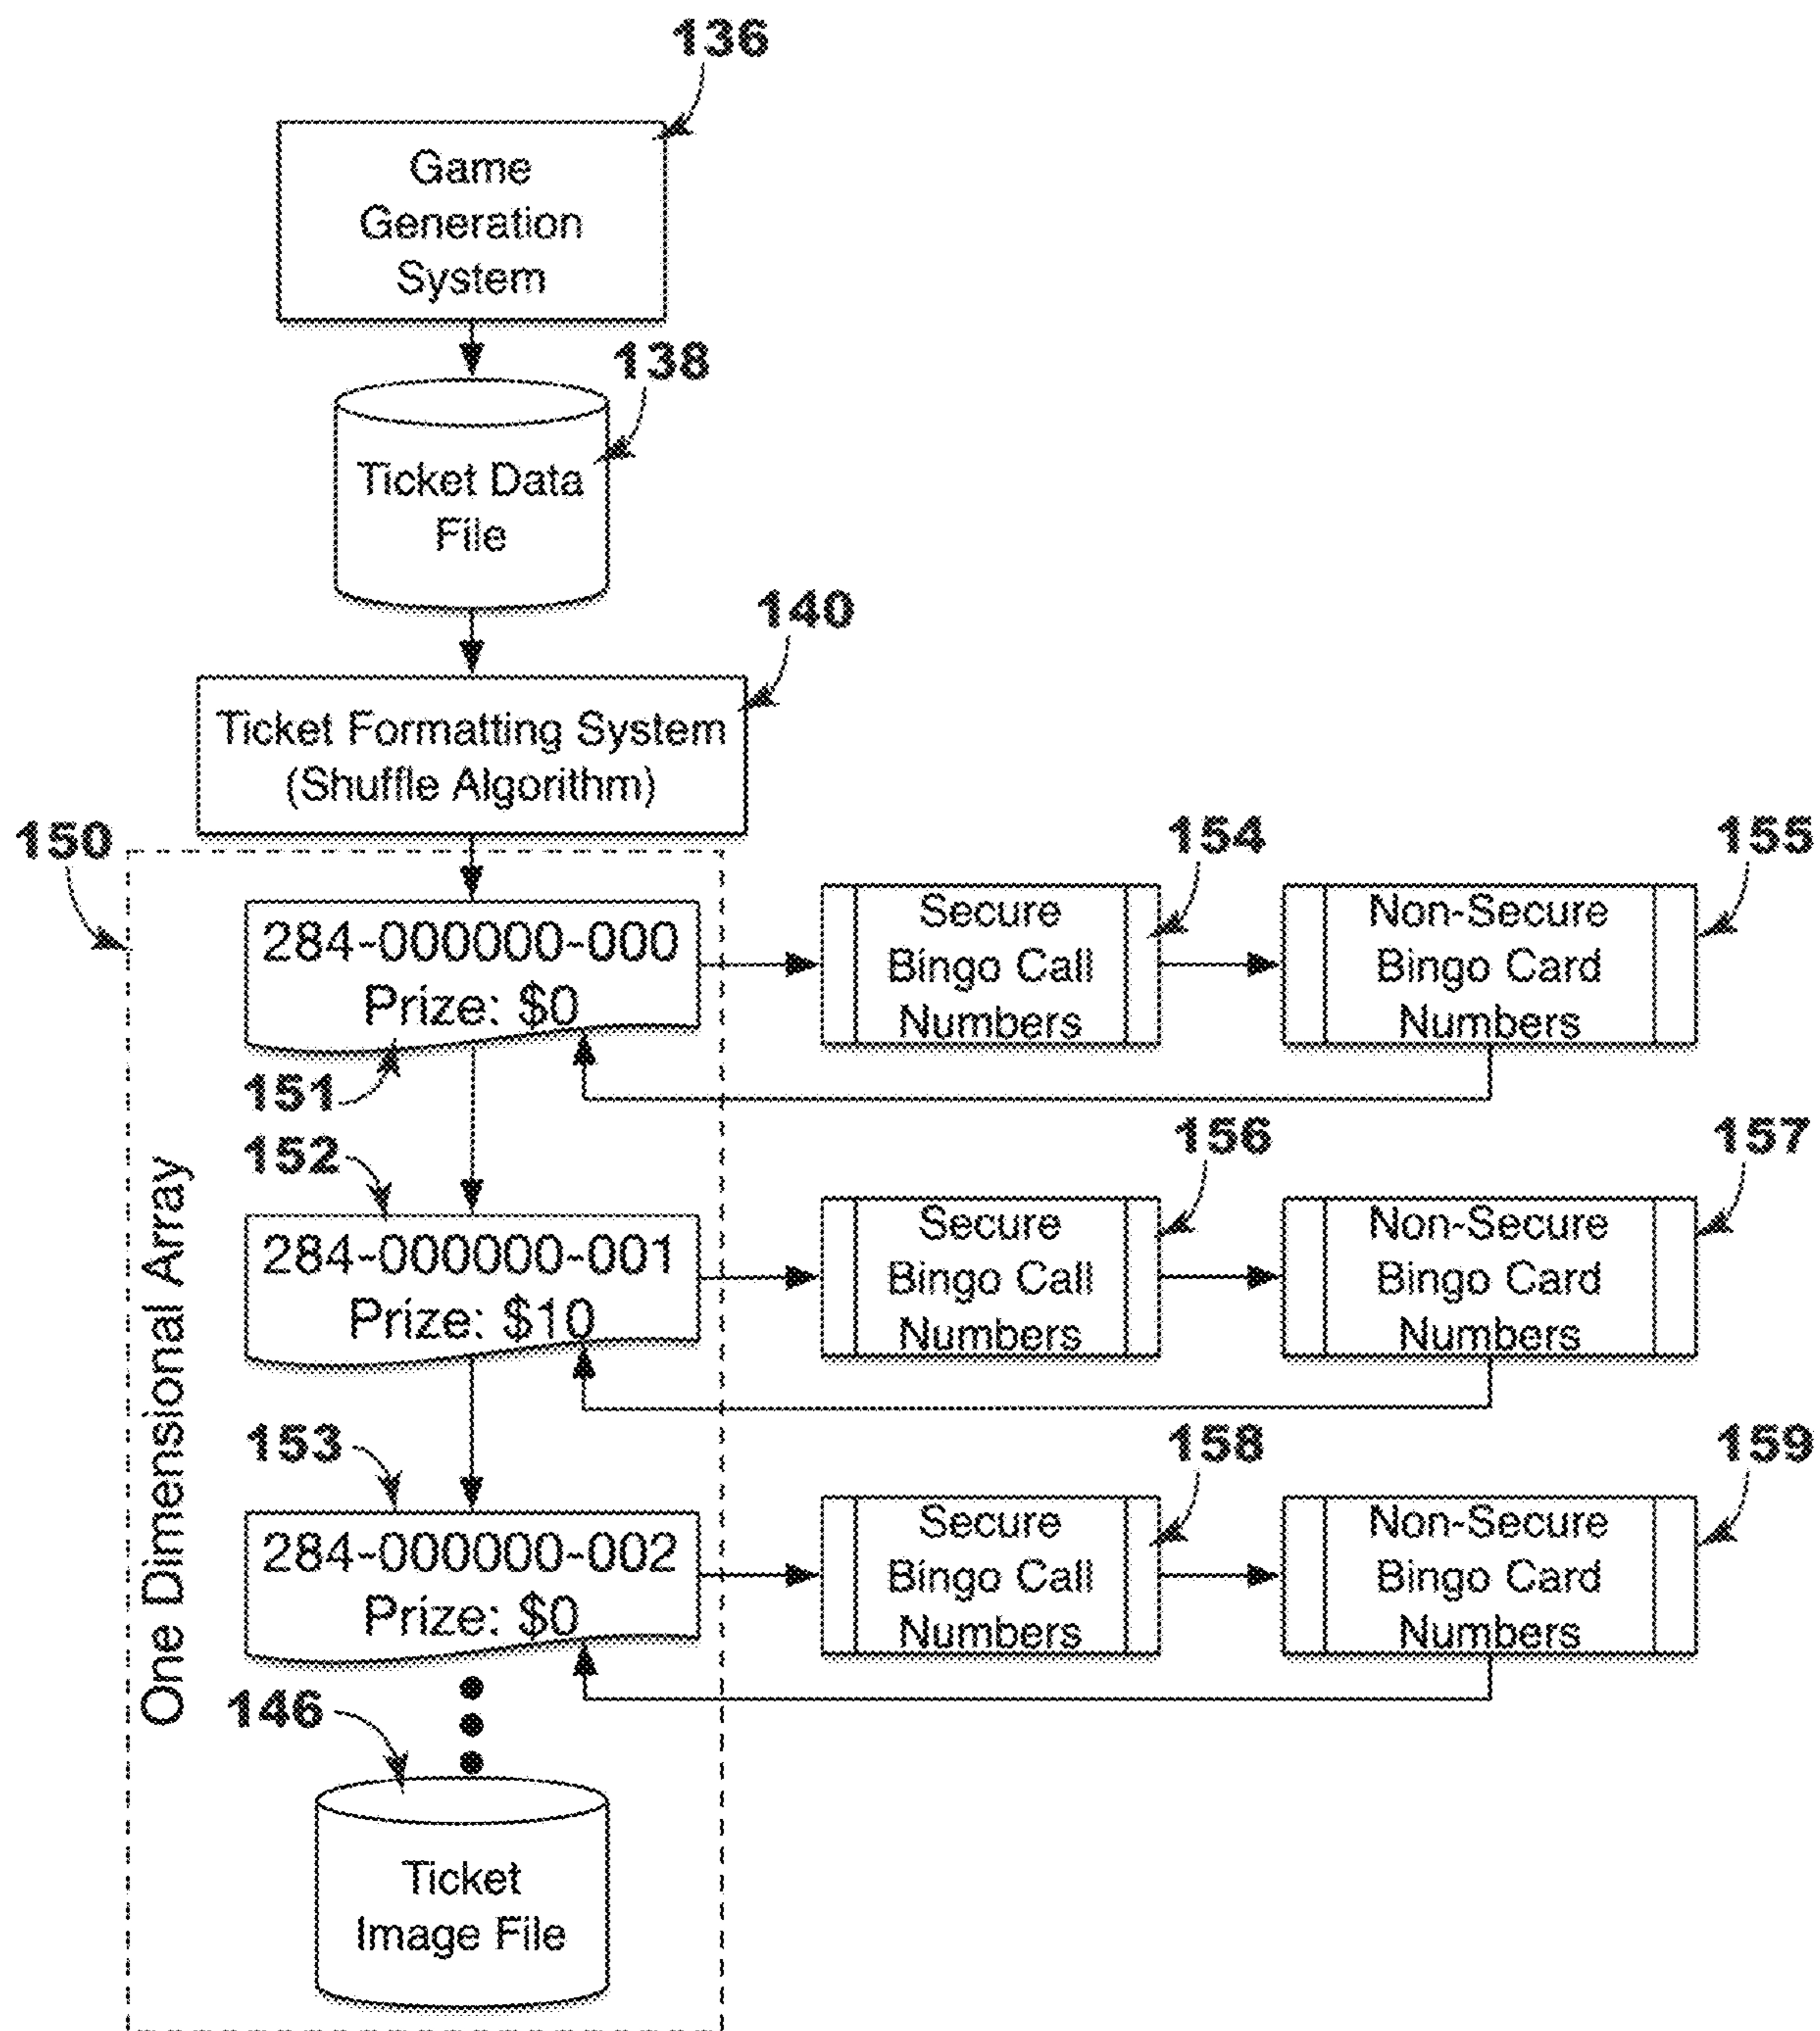 136
Game
Generation
System
138
Ticket Data
File
140
Ticket Formatting System
(Shuffle Algorithm)
150
One Dimensional Array
284-000000-000
Prize: $0
151
154
Secure
Bingo Call
Numbers
155
Non-Secure
Bingo Card
Numbers
152
284-000000-001
Prize: $10
156
Secure
Bingo Call
Numbers
157
Non-Secure
Bingo Card
Numbers
153
284-000000-002
Prize: $0
158
Secure
Bingo Call
Numbers
159
Non-Secure
Bingo Card
Numbers
146
Ticket
Image File